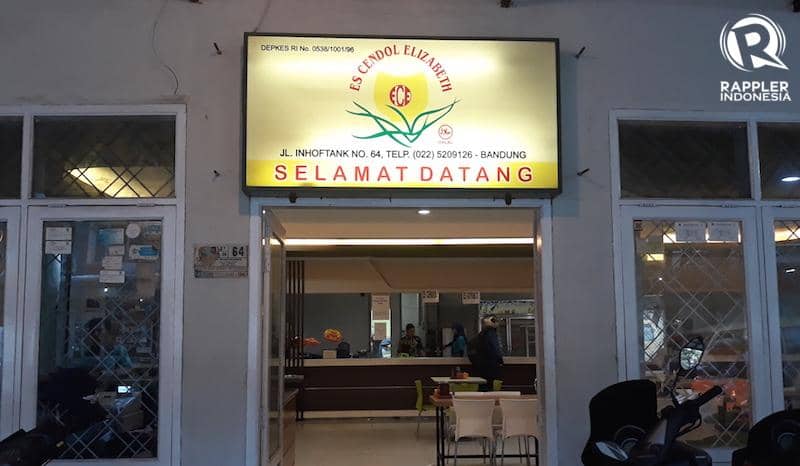 DEPKES RI No. 0538/1001/96
ES CENDOL ELIZABETH
ECE
HALAL
JL. INHOFTANK NO. 64, TELP. (022) 5209126 - BANDUNG
SELAMAT DATANG
64
R
RAPPLER
INDONESIA